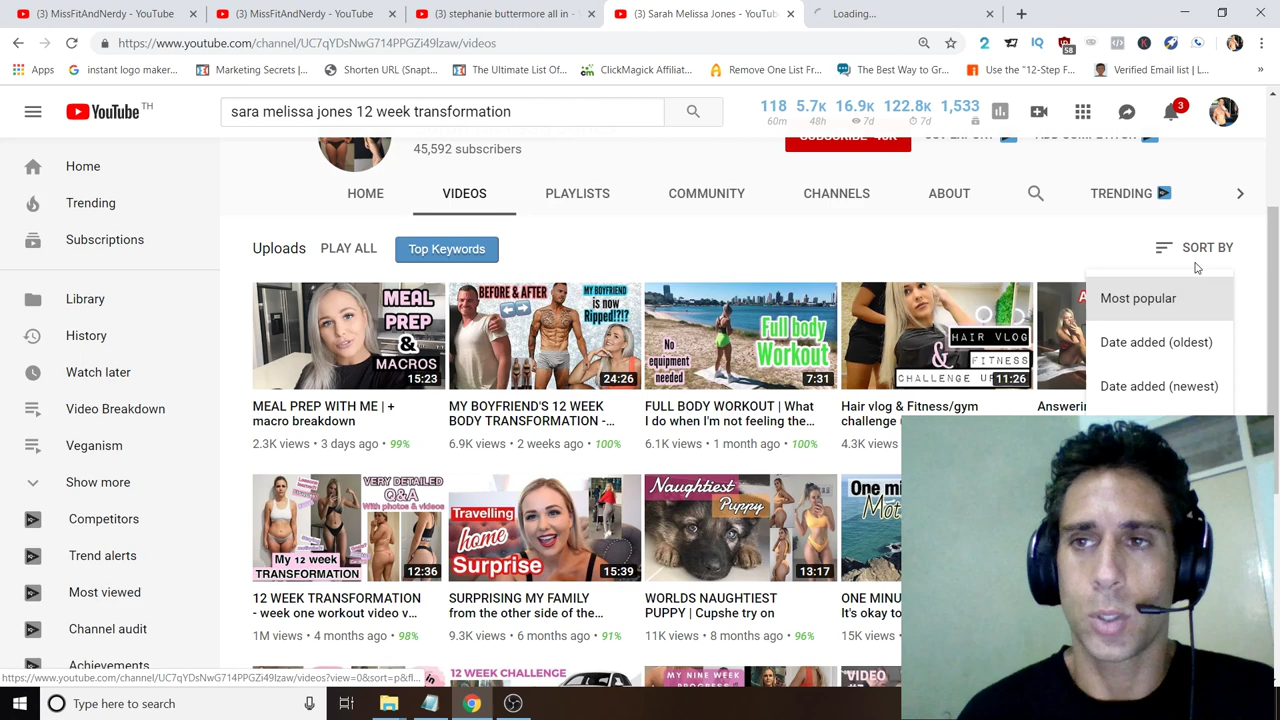 (3) MissFitAndNerdy - YouTube
(3) MissFitAndNerdy - YouTube
(3) stephanie buttermore all in -
(3) Sarah Melissa Jones - YouTub
Loading...
https://www.youtube.com/channel/UC7qYDsNwG714PPGZi49lzaw/videos
58
Apps
instant logo maker...
Marketing Secrets |...
Shorten URL (Snapt...
The Ultimate List Of...
ClickMagick Affiliat...
Remove One List Fr...
The Best Way to Gr...
Use the "12-Step F...
Verified Email list | L...
YouTube TH
sara melissa jones 12 week transformation
118 5.7K 16.9K 122.8K 1,533
60m 48h 7d 7d
3
45,592 subscribers
HOME VIDEOS PLAYLISTS COMMUNITY CHANNELS ABOUT TRENDING
Home
Trending
Subscriptions
Library
History
Watch later
Video Breakdown
Veganism
Show more
Competitors
Trend alerts
Most viewed
Channel audit
Achievements
Uploads PLAY ALL Top Keywords
SORT BY
Most popular
Date added (oldest)
Date added (newest)
MEAL PREP & MACROS
15:23
BEFORE & AFTER
MY BOYFRIEND is now Ripped!?!?
24:26
No equipment needed
Full body Workout
7:31
HAIR VLOG & FITNESS
11:26
MEAL PREP WITH ME | + macro breakdown
2.3K views • 3 days ago • 99%
MY BOYFRIEND'S 12 WEEK BODY TRANSFORMATION -...
6.9K views • 2 weeks ago • 100%
FULL BODY WORKOUT | What I do when I'm not feeling the...
6.1K views • 1 month ago • 100%
Hair vlog & Fitness/gym challenge
4.3K views
VERY DETAILED Q&A
With photos & videos
My 12 week TRANSFORMATION
12:36
Travelling home Surprise
15:39
Naughtiest Puppy
13:17
One mi
12 WEEK TRANSFORMATION - week one workout video v...
1M views • 4 months ago • 98%
SURPRISING MY FAMILY from the other side of the...
9.3K views • 6 months ago • 91%
WORLDS NAUGHTIEST PUPPY | Cupshe try on
11K views • 8 months ago • 96%
ONE MINU
It's okay to
15K views
12 WEEK CHALLENGE
MY NINE WEEK PROGRESS
https://www.youtube.com/channel/UC7qYDsNwG714PPGZi49lzaw/videos?view=0&sort=p&fl...
Type here to search